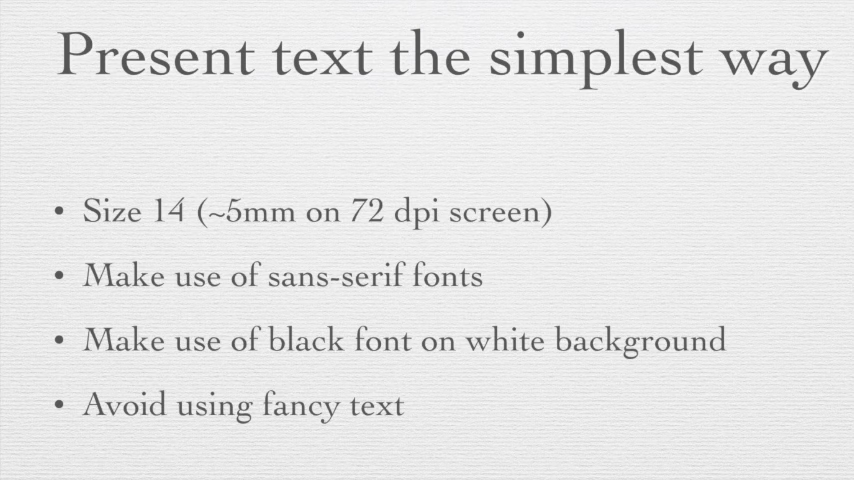 Present text the simplest way
• Size 14 (~5mm on 72 dpi screen)
• Make use of sans-serif fonts
• Make use of black font on white background
• Avoid using fancy text